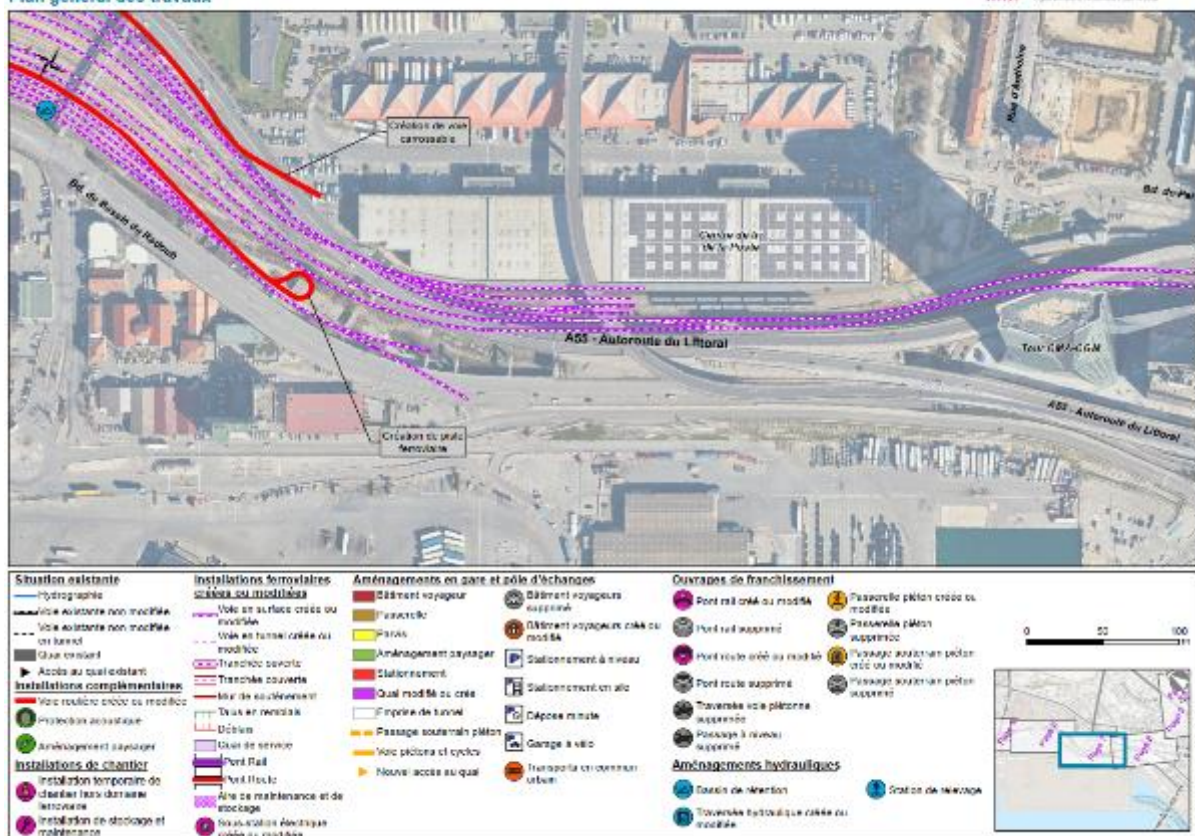 Plan général des travaux
Création de voie
carrossable
Rue d'Anthoine
Bd. du Bassin de Radoub
Bd. de Pa
de la Poste
A55 - Autoroute du Littoral
Tour CMA-CGM
A55 - Autoroute du Littoral
Création de piste
ferroviaire
Situation existante
Hydrographie
Voie existante non modifiée
Voie existante non modifiée
en tunnel
Quai existant
Accès au quai existant
Installations complémentaires
Voie routière créée ou modifiée
Protection acoustique
Aménagement paysager
Installations de chantier
Installation temporaire de
chantier hors domaine
ferroviaire
Installation de stockage et
maintenance
Installations ferroviaires
créées ou modifiées
Voie en surface créée ou
modifiée
Voie en tunnel créée ou
modifiée
Tranchée ouverte
Tranchée couverte
Mur de soutènement
Talus en remblais
Déblais
Quai de service
Pont Rail
Pont Route
Aire de maintenance et de
stockage
Sous-station électrique
créée ou modifiée
Aménagements en gare et pôle d'échanges
Bâtiment voyageur
Passerelle
Parvis
Aménagement paysager
Stationnement
Quai modifié ou créé
Emprise de tunnel
Passage souterrain piéton
Voie piétons et cycles
Nouvel accès au quai
Bâtiment voyageurs
supprimé
Bâtiment voyageurs créé ou
modifié
Stationnement à niveau
Stationnement en silo
Dépose minute
Garage à vélo
Transports en commun
urbain
Ouvrages de franchissement
Pont rail créé ou modifié
Pont rail supprimé
Pont route créé ou modifié
Pont route supprimé
Traversée voie piétonne
supprimée
Passage à niveau
supprimé
Passerelle piéton créée ou
modifiée
Passerelle piéton
supprimée
Passage souterrain piéton
créé ou modifié
Passage souterrain piéton
supprimé
Aménagements hydrauliques
Bassin de rétention
Traversée hydraulique créée ou
modifiée
Station de relevage
0 50 100
m